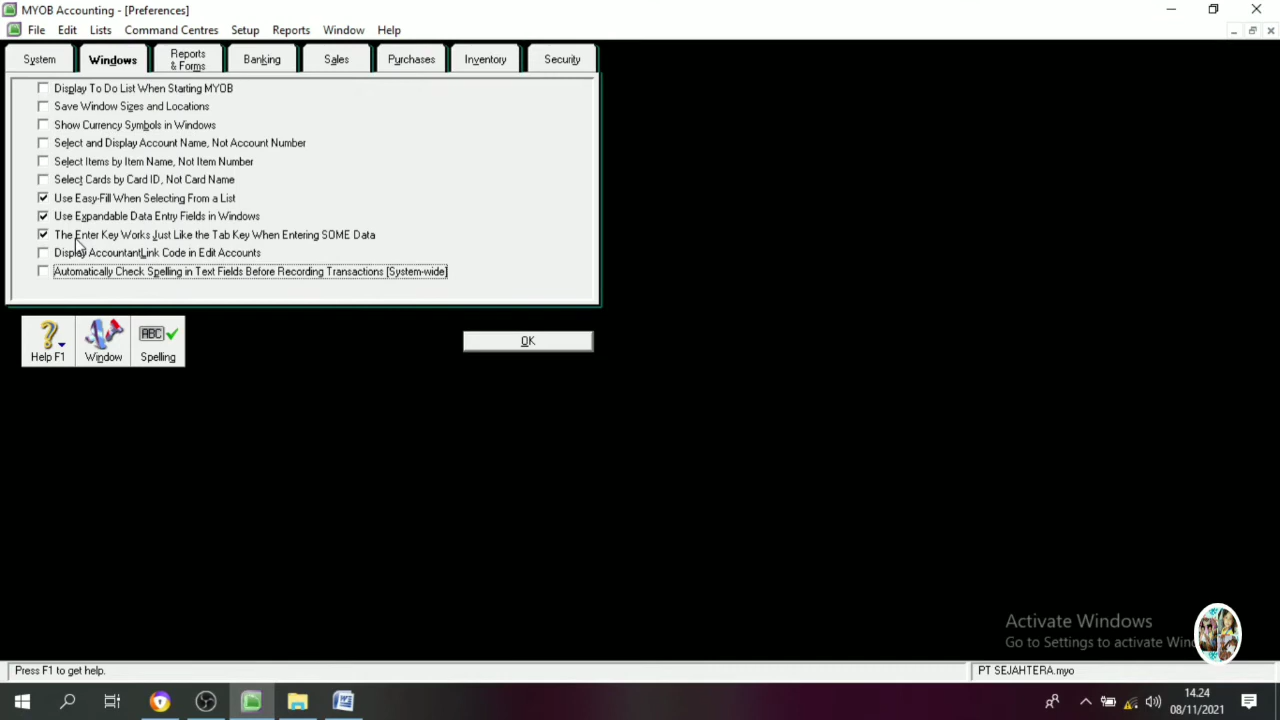 MYOB Accounting - [Preferences]
File Edit Lists Command Centres Setup Reports Window Help
System Windows Reports & Forms Banking Sales Purchases Inventory Security
Display To Do List When Starting MYOB
Save Window Sizes and Locations
Show Currency Symbols in Windows
Select and Display Account Name, Not Account Number
Select Items by Item Name, Not Item Number
Select Cards by Card ID, Not Card Name
Use Easy-Fill When Selecting From a List
Use Expandable Data Entry Fields in Windows
The Enter Key Works Just Like the Tab Key When Entering SOME Data
Display AccountantLink Code in Edit Accounts
Automatically Check Spelling in Text Fields Before Recording Transactions [System-wide]
? ABC
Help F1 Window Spelling
OK
Activate Windows
Go to Settings to activate Win
Press F1 to get help.
PT SEJAHTERA.myo
14.24
08/11/2021